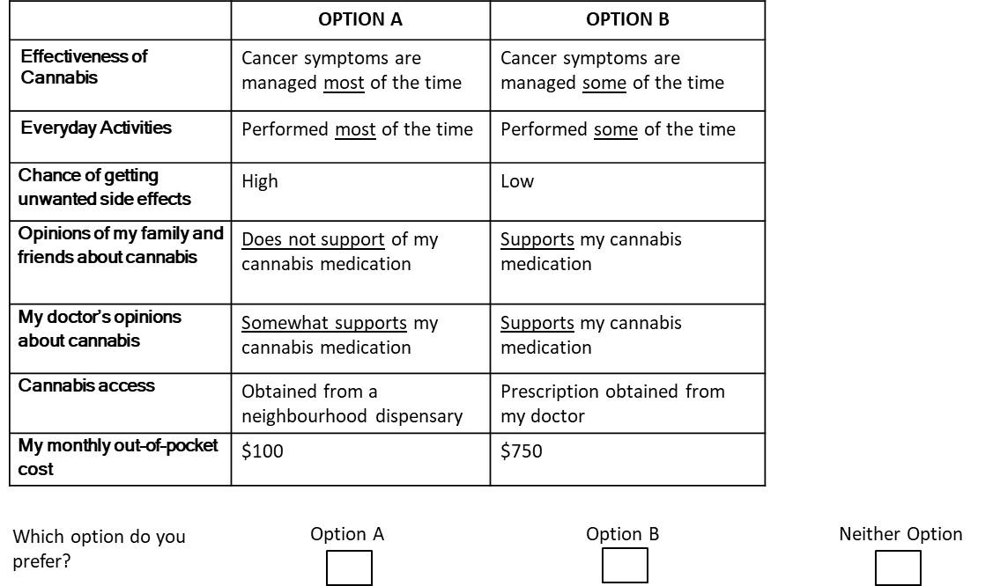 OPTION A
OPTION B
Effectiveness of
Cannabis
Cancer symptoms are
managed most of the time
Cancer symptoms are
managed some of the time
Everyday Activities
Performed most of the time
Performed some of the time
Chance of getting
unwanted side effects
High
Low
Opinions of my family and
friends about cannabis
Does not support of my
cannabis medication
Supports my cannabis
medication
My doctor's opinions
about cannabis
Somewhat supports my
cannabis medication
Supports my cannabis
medication
Cannabis access
Obtained from a
neighbourhood dispensary
Prescription obtained from
my doctor
My monthly out-of-pocket
cost
$100
$750
Which option do you
prefer?
Option A
Option B
Neither Option